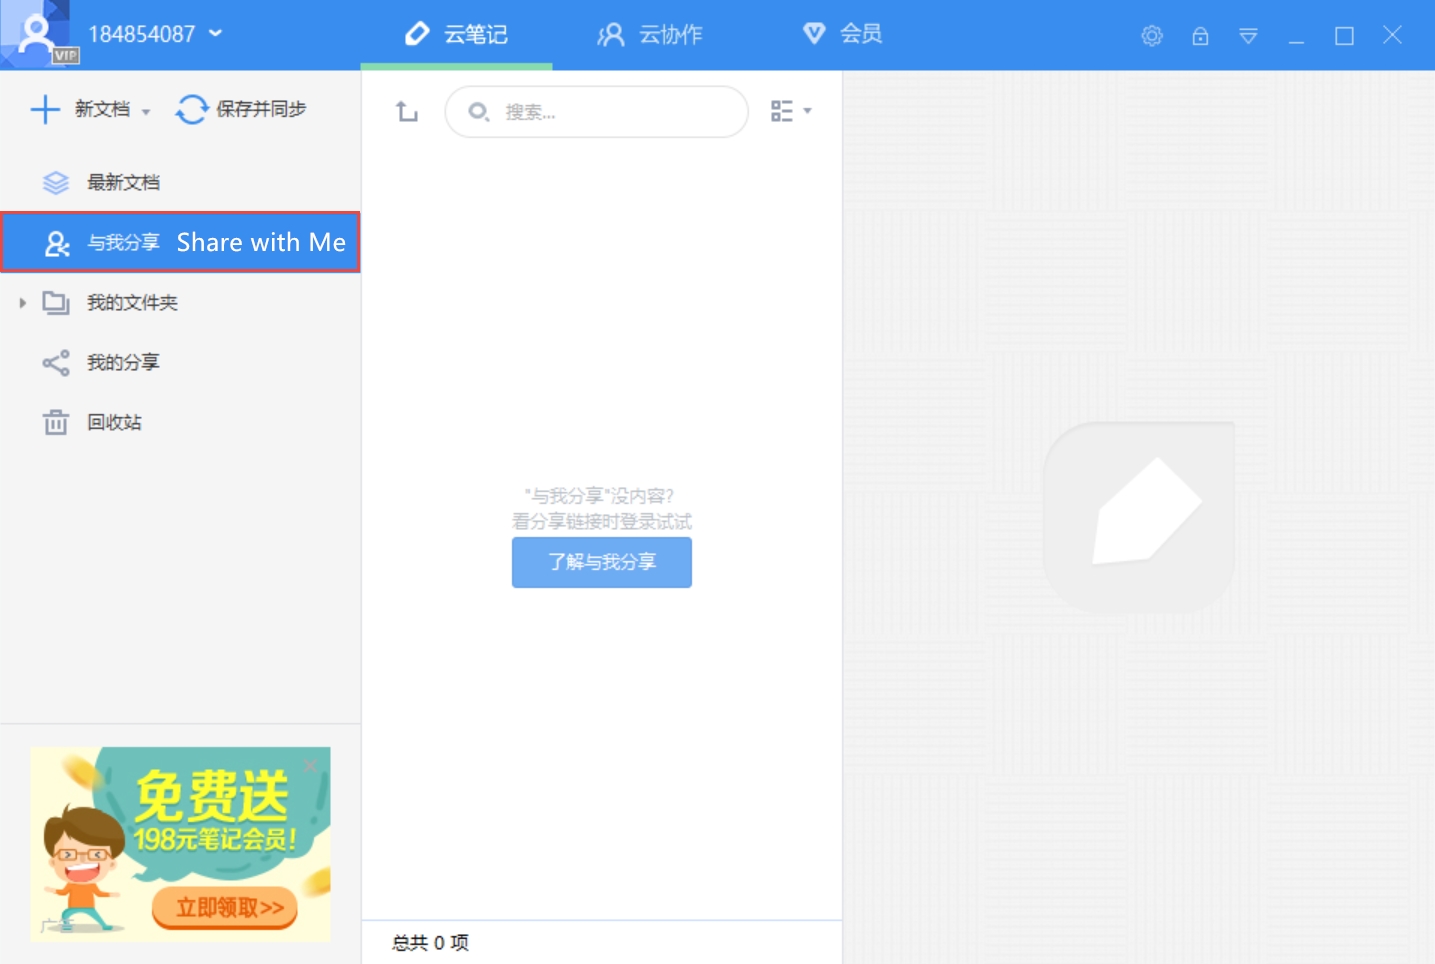 184854087
VIP
云笔记
云协作
会员
新文档
保存并同步
搜索...
最新文档
与我分享 Share with Me
我的文件夹
我的分享
回收站
"与我分享"没内容?
看分享链接时登录试试
了解与我分享
免费送
198元笔记会员!
立即领取>>
广告
总共 0 项